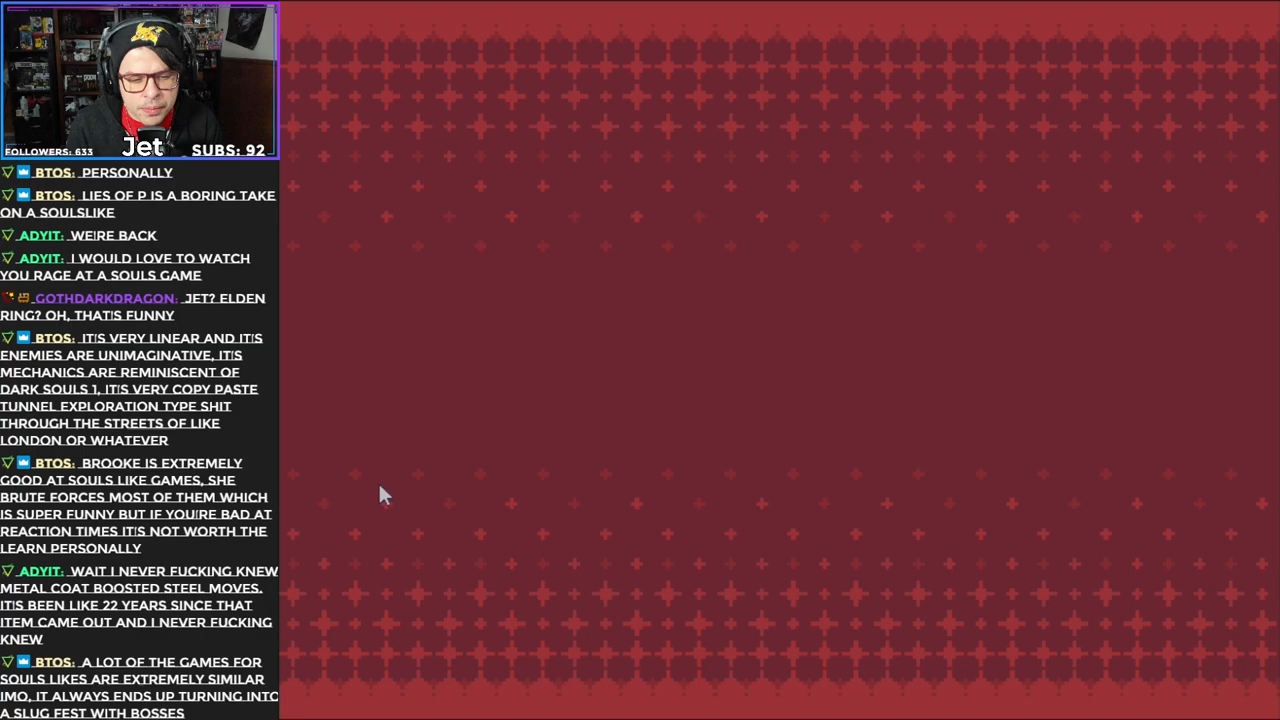 FOLLOWERS: 633
Jet
SUBS: 92
BTOS: PERSONALLY
BTOS: LIES OF P IS A BORING TAKE
ON A SOULSLIKE
ADYIT: WE'RE BACK
ADYIT: I WOULD LOVE TO WATCH
YOU RAGE AT A SOULS GAME
GOTHDARKDRAGON: JET? ELDEN
RING? OH, THAT'S FUNNY
BTOS: IT'S VERY LINEAR AND IT'S
ENEMIES ARE UNIMAGINATIVE, IT'S
MECHANICS ARE REMINISCENT OF
DARK SOULS 1, IT'S VERY COPY PASTE
TUNNEL EXPLORATION TYPE SHIT
THROUGH THE STREETS OF LIKE
LONDON OR WHATEVER
BTOS: BROOKE IS EXTREMELY
GOOD AT SOULS LIKE GAMES, SHE
BRUTE FORCES MOST OF THEM WHICH
IS SUPER FUNNY BUT IF YOU'RE BAD AT
REACTION TIMES IT'S NOT WORTH THE
LEARN PERSONALLY
ADYIT: WAIT I NEVER FUCKING KNEW
METAL COAT BOOSTED STEEL MOVES.
IT'S BEEN LIKE 22 YEARS SINCE THAT
ITEM CAME OUT AND I NEVER FUCKING
KNEW
BTOS: A LOT OF THE GAMES FOR
SOULS LIKES ARE EXTREMELY SIMILAR
IMO, IT ALWAYS ENDS UP TURNING INTO
A SLUG FEST WITH BOSSES